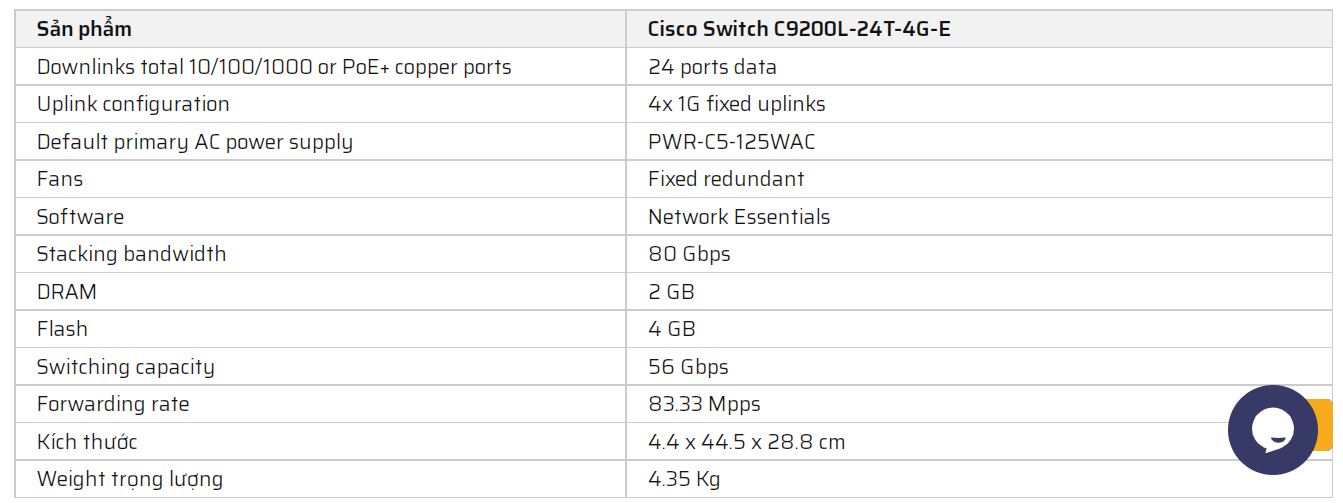 Sản phẩm Cisco Switch C9200L-24T-4G-E
Downlinks total 10/100/1000 or PoE+ copper ports 24 ports data
Uplink configuration 4x 1G fixed uplinks
Default primary AC power supply PWR-C5-125WAC
Fans Fixed redundant
Software Network Essentials
Stacking bandwidth 80 Gbps
DRAM 2 GB
Flash 4 GB
Switching capacity 56 Gbps
Forwarding rate 83.33 Mpps
Kích thước 4.4 x 44.5 x 28.8 cm
Weight trọng lượng 4.35 Kg